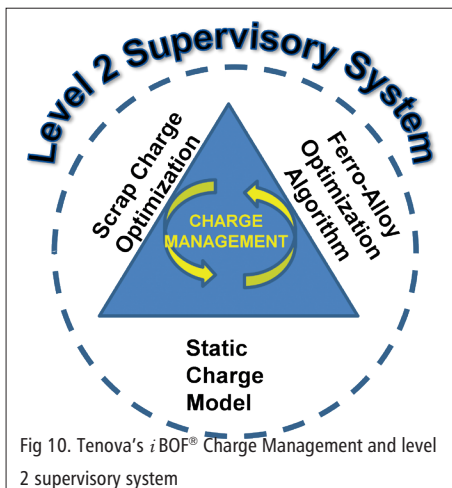 Level 2 Supervisory System
Scrap Charge
Optimization
Ferro-Alloy
Optimization
Algorithm
CHARGE
MANAGEMENT
Static
Charge
Model
Fig 10. Tenova's i BOF® Charge Management and level
2 supervisory system